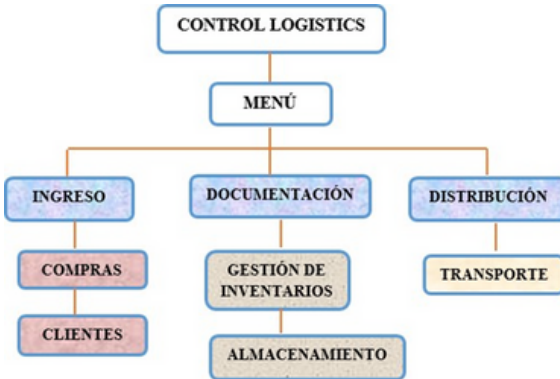 CONTROL LOGISTICS
MENÚ
INGRESO
DOCUMENTACIÓN
DISTRIBUCIÓN
COMPRAS
GESTIÓN DE
INVENTARIOS
TRANSPORTE
CLIENTES
ALMACENAMIENTO